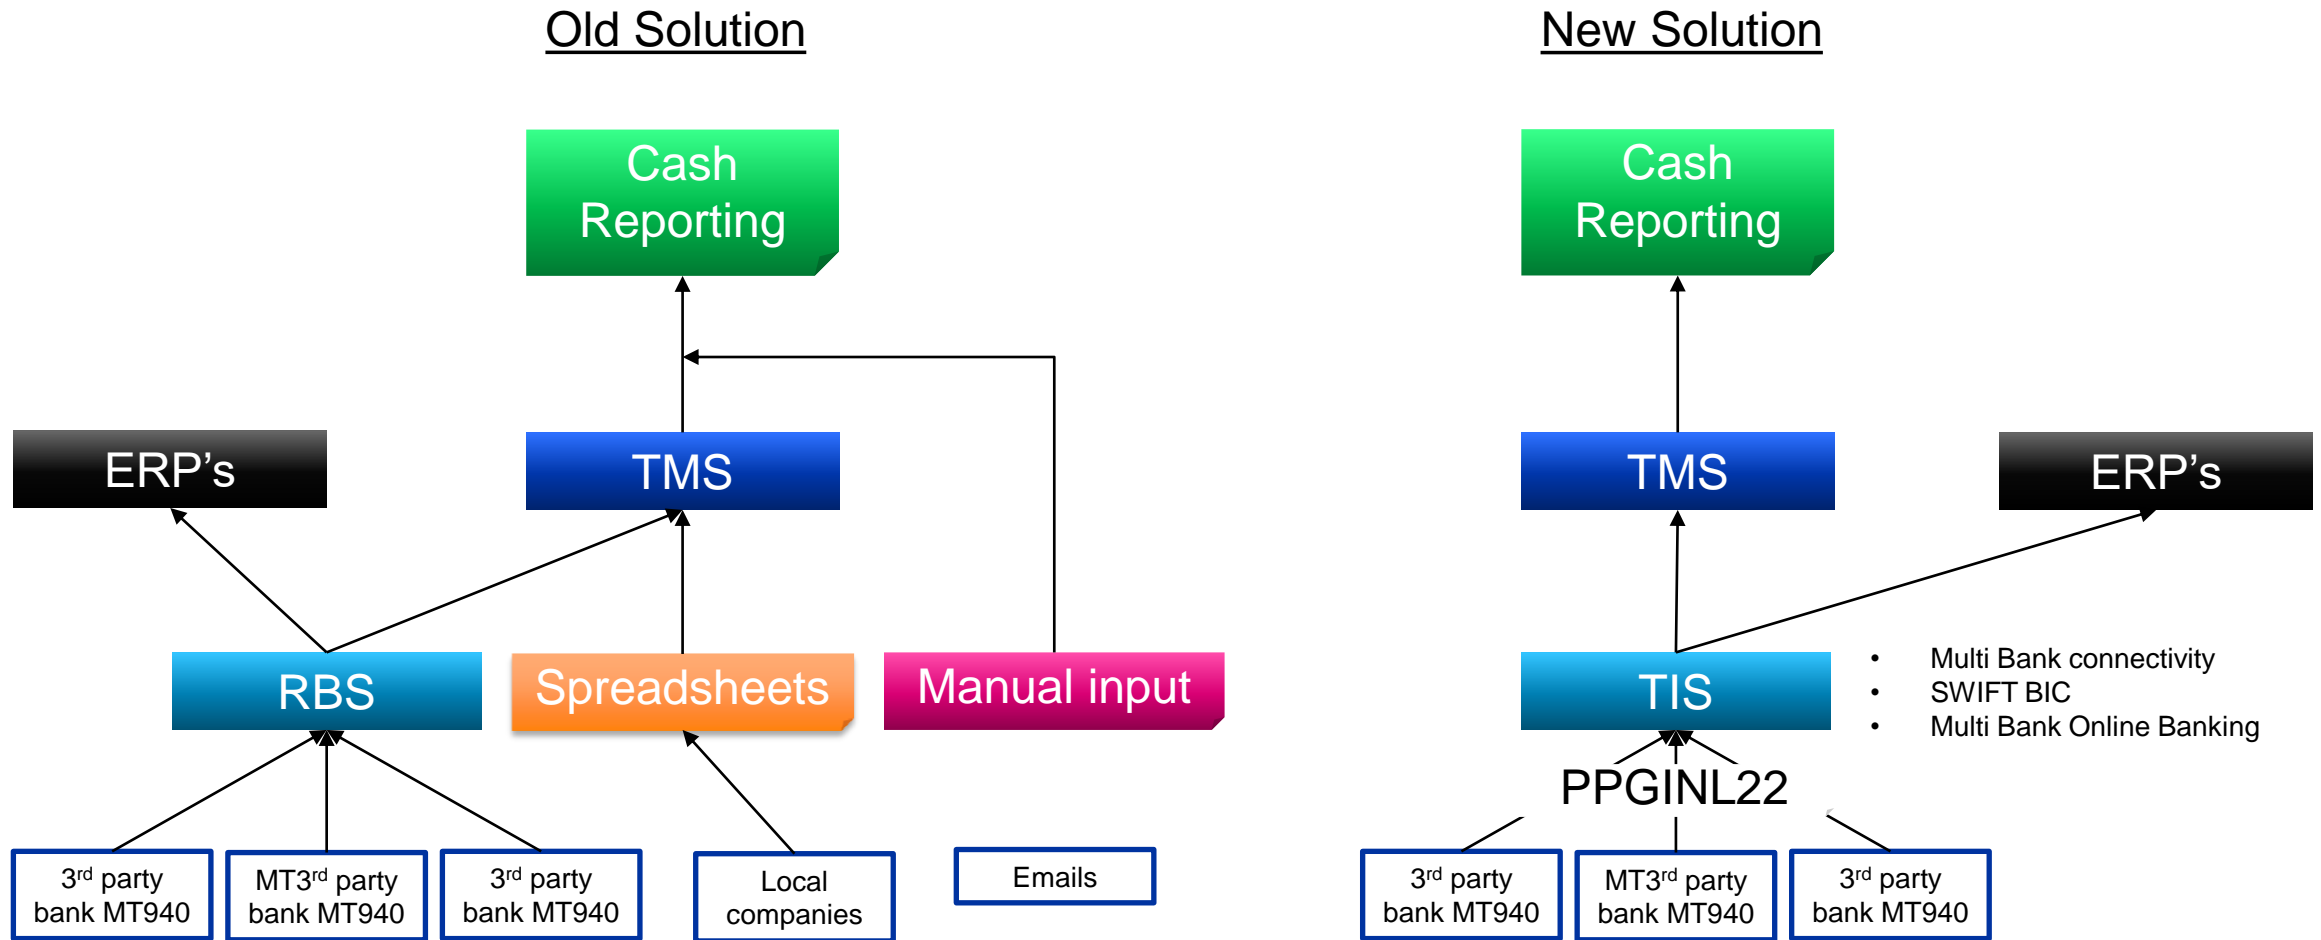 Old Solution
Cash
Reporting
ERP's
TMS
RBS
Spreadsheets
Manual input
3rd party
bank MT940
MT3rd party
bank MT940
3rd party
bank MT940
Local
companies
Emails
New Solution
Cash
Reporting
TMS
ERP's
TIS
• Multi Bank connectivity
• SWIFT BIC
• Multi Bank Online Banking
PPGINL22
3rd party
bank MT940
MT3rd party
bank MT940
3rd party
bank MT940